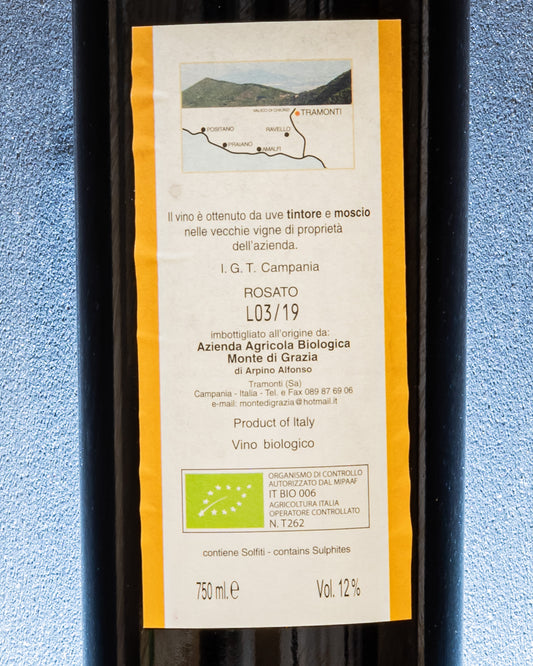 VALICO DI CHIUNZI
TRAMONTI
POSITANO
RAVELLO
PRAIANO
AMALFI
Il vino è ottenuto da uve tintore e moscio
nelle vecchie vigne di proprietà
dell'azienda.
I. G. T. Campania
ROSATO
L03/19
imbottigliato all'origine da:
Azienda Agricola Biologica
Monte di Grazia
di Arpino Alfonso
Tramonti (Sa)
Campania - Italia - Tel. e Fax 089 87 69 06
e-mail: montedigrazia@hotmail.it
Product of Italy
Vino biologico
ORGANISMO DI CONTROLLO
AUTORIZZATO DAL MIPAAF
IT BIO 006
AGRICOLTURA ITALIA
OPERATORE CONTROLLATO
N. T262
contiene Solfiti - contains Sulphites
750 ml. e Vol. 12%